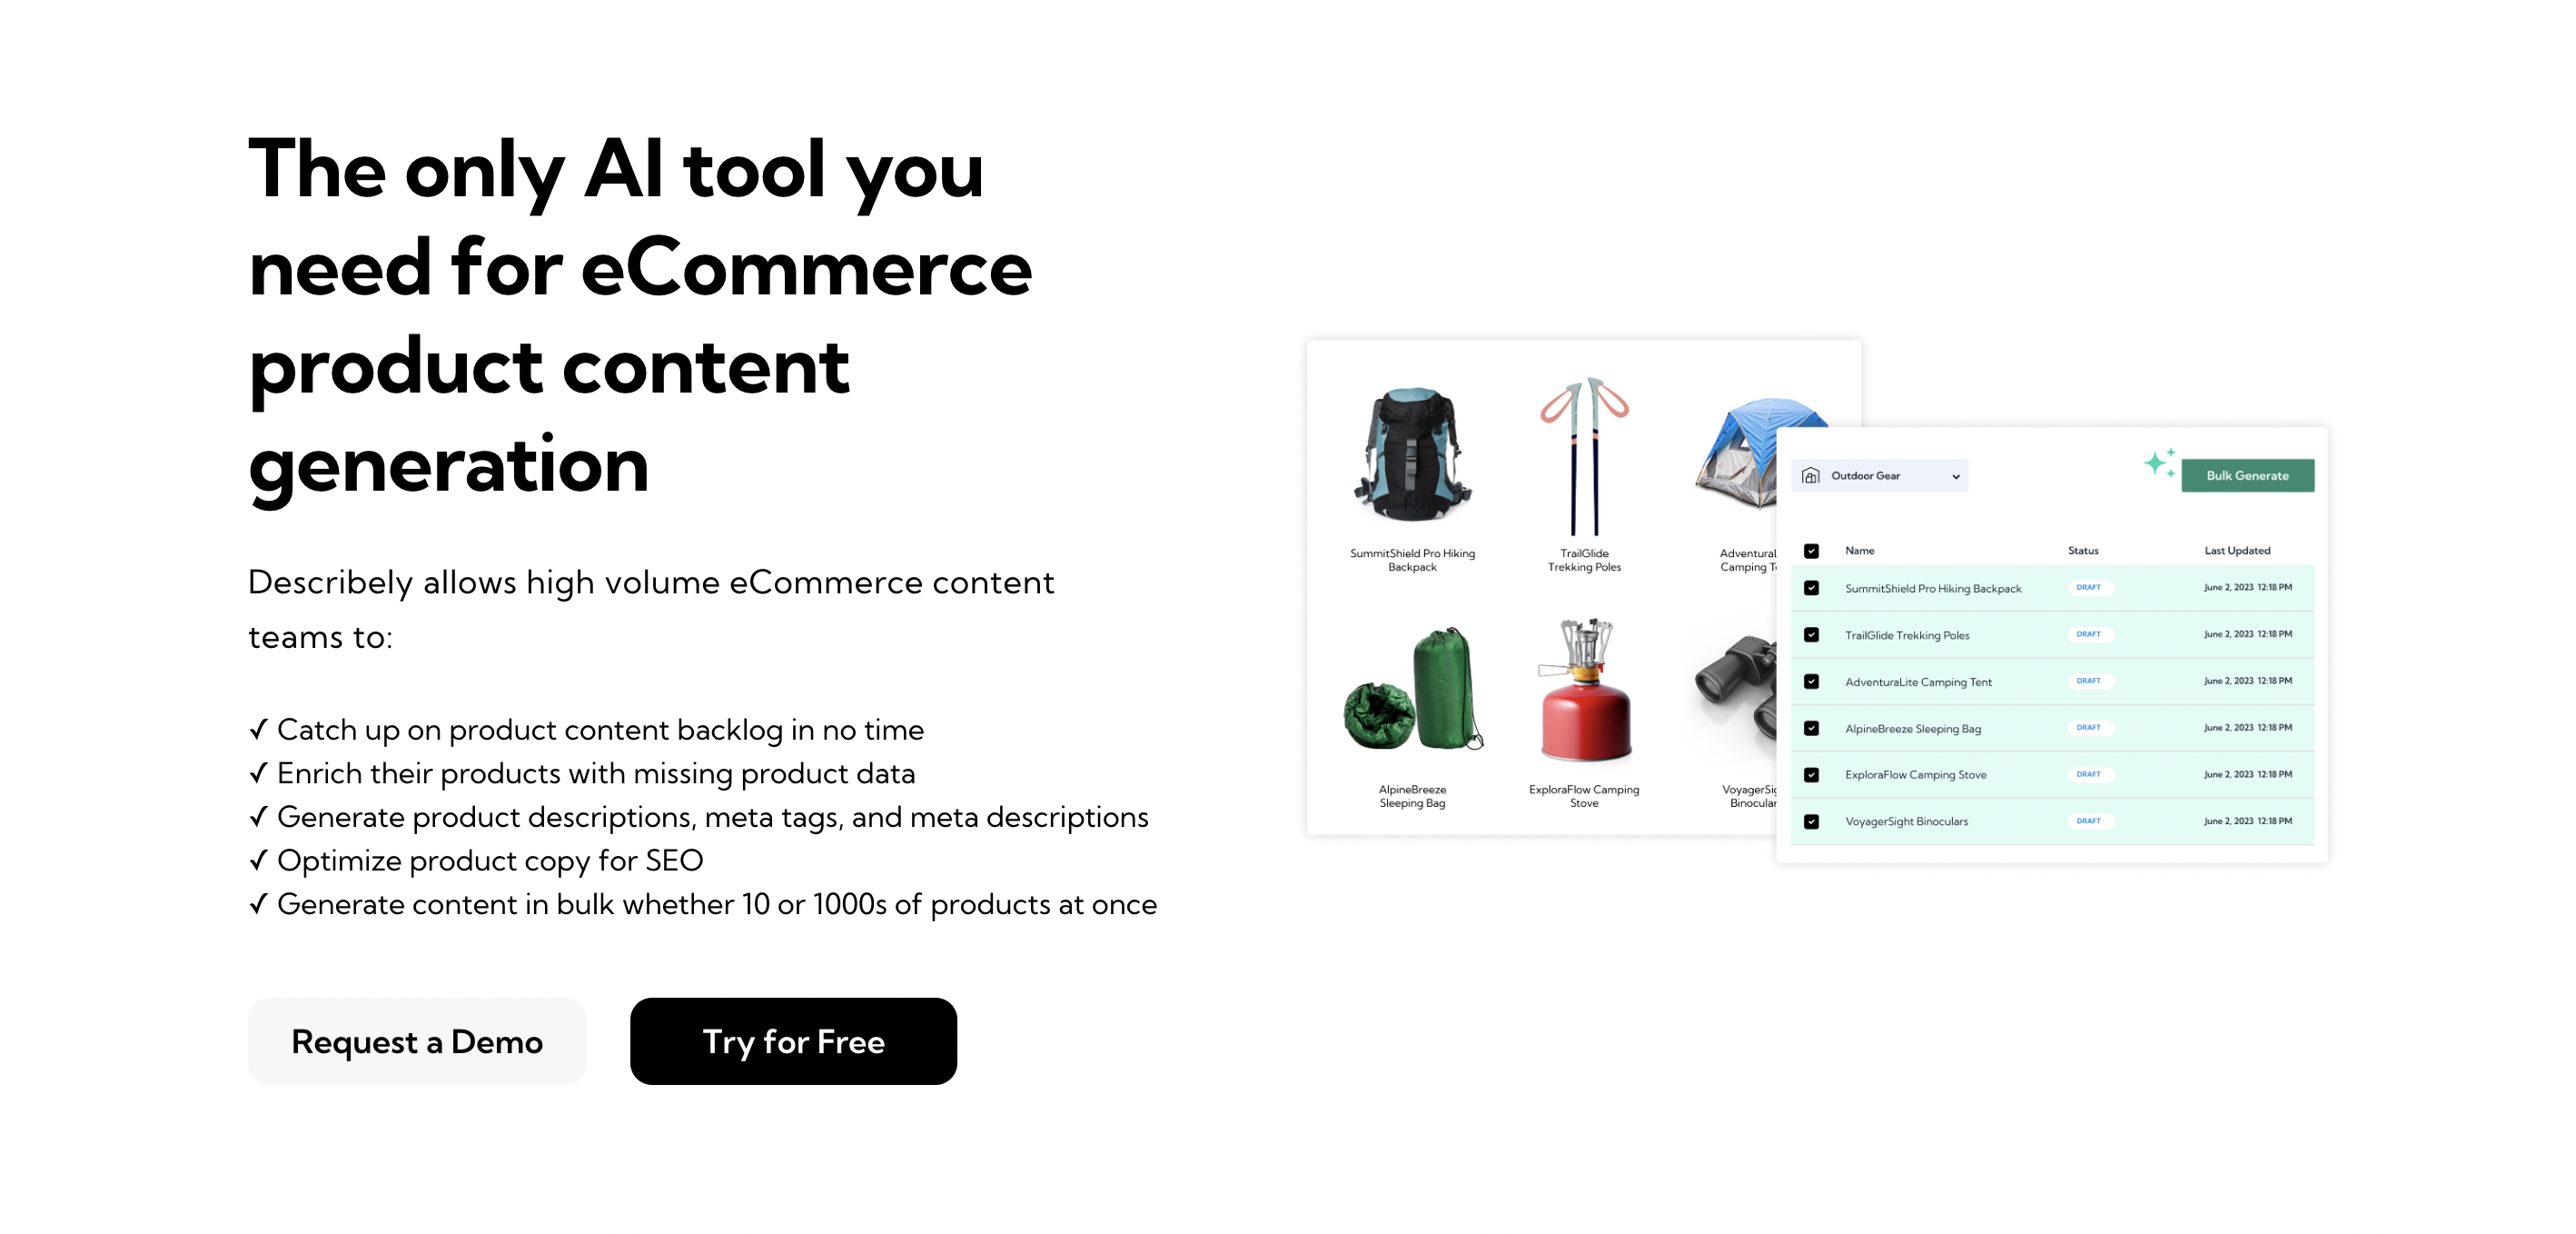 The only AI tool you
need for eCommerce
product content
generation
Describely allows high volume eCommerce content
teams to:
✓ Catch up on product content backlog in no time
✓ Enrich their products with missing product data
✓ Generate product descriptions, meta tags, and meta descriptions
✓ Optimize product copy for SEO
✓ Generate content in bulk whether 10 or 1000s of products at once
Request a Demo
Try for Free
SummitShield Pro Hiking
Backpack
TrailGlide
Trekking Poles
Camping
AlpineBreeze
Sleeping Bag
ExploraFlow Camping
Stove
Outdoor Gear
Bulk Generate
Name Status Last Updated
SummitShield Pro Hiking Backpack DRAFT June 2, 2023 12:18 PM
TrailGlide Trekking Poles DRAFT June 2, 2023 12:18 PM
AdventuraLite Camping Tent DRAFT June 2, 2023 12:18 PM
AlpineBreeze Sleeping Bag DRAFT June 2, 2023 12:18 PM
ExploraFlow Camping Stove DRAFT June 2, 2023 12:18 PM
VoyagerSight Binoculars DRAFT June 2, 2023 12:18 PM